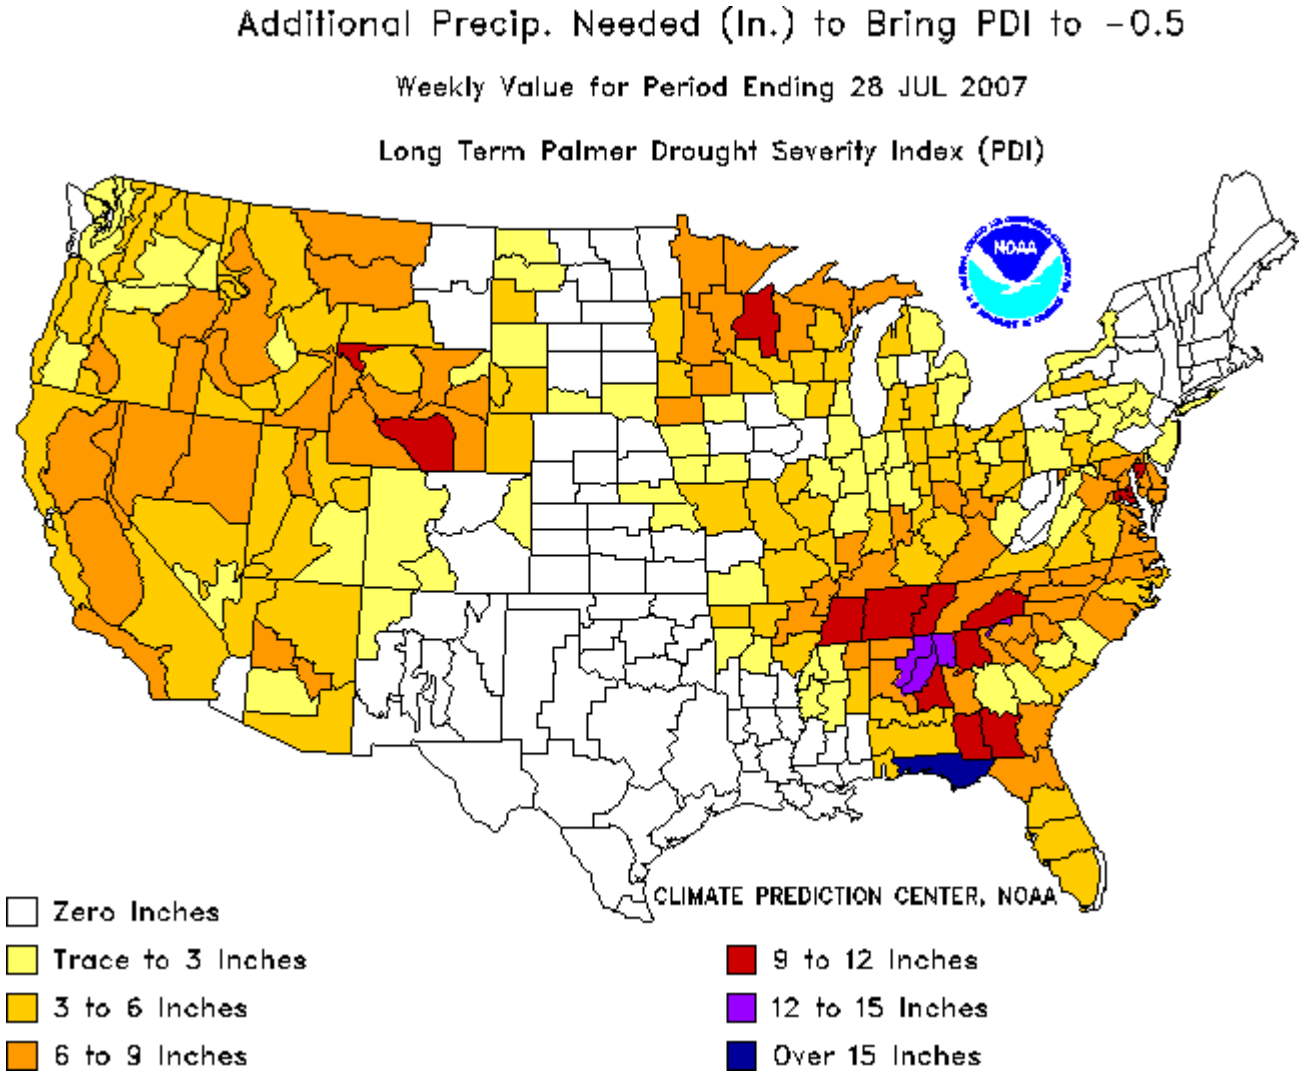 Additional Precip. Needed (In.) to Bring PDI to -0.5
Weekly Value for Period Ending 28 JUL 2007
Long Term Palmer Drought Severity Index (PDI)
NOAA
CLIMATE PREDICTION CENTER, NOAA
Zero Inches
Trace to 3 Inches
3 to 6 Inches
6 to 9 Inches
9 to 12 Inches
12 to 15 Inches
Over 15 Inches